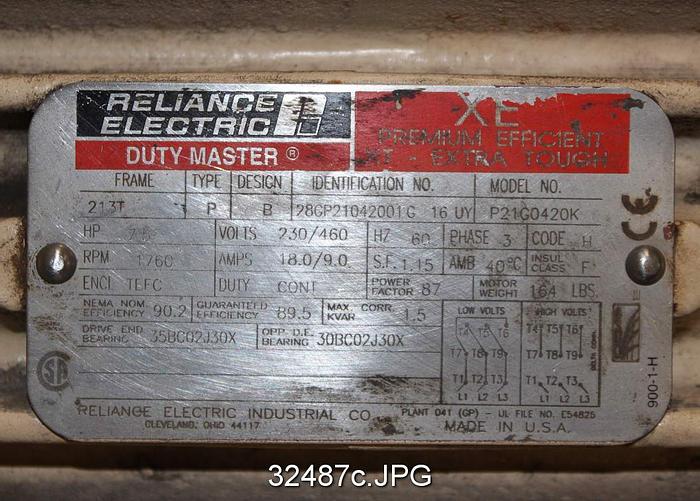 RELIANCE ELECTRIC
DUTY MASTER ®
XE
PREMIUM EFFICIENT
XT - EXTRA TOUGH
FRAME TYPE DESIGN IDENTIFICATION NO. MODEL NO.
213T P B 28GP21042001G 16 UY P21G0420K
HP 7.5 VOLTS 230/460 HZ 60 PHASE 3 CODE H
RPM 1760 AMPS 18.0/9.0 S.F. 1.15 AMB 40°C INSUL CLASS F
ENCL TEFC DUTY CONT POWER FACTOR 87 MOTOR WEIGHT 164 LBS.
NEMA NOM. EFFICIENCY 90.2 GUARANTEED EFFICIENCY 89.5 MAX. CORR. KVAR 1.5
DRIVE END BEARING 35BC02J30X OPP D.E. BEARING 30BC02J30X
LOW VOLTS HIGH VOLTS
T4 T5 T6 T4 T5 T6
T7 T8 T9 T7 T8 T9
T1 T2 T3 T1 T2 T3
L1 L2 L3 L1 L2 L3
DELTA CONN.
CE
900-1-H
SA
RELIANCE ELECTRIC INDUSTRIAL CO.
CLEVELAND, OHIO 44117
PLANT 041 (GP) - UL FILE NO. E54825
MADE IN U.S.A.
32487c.JPG